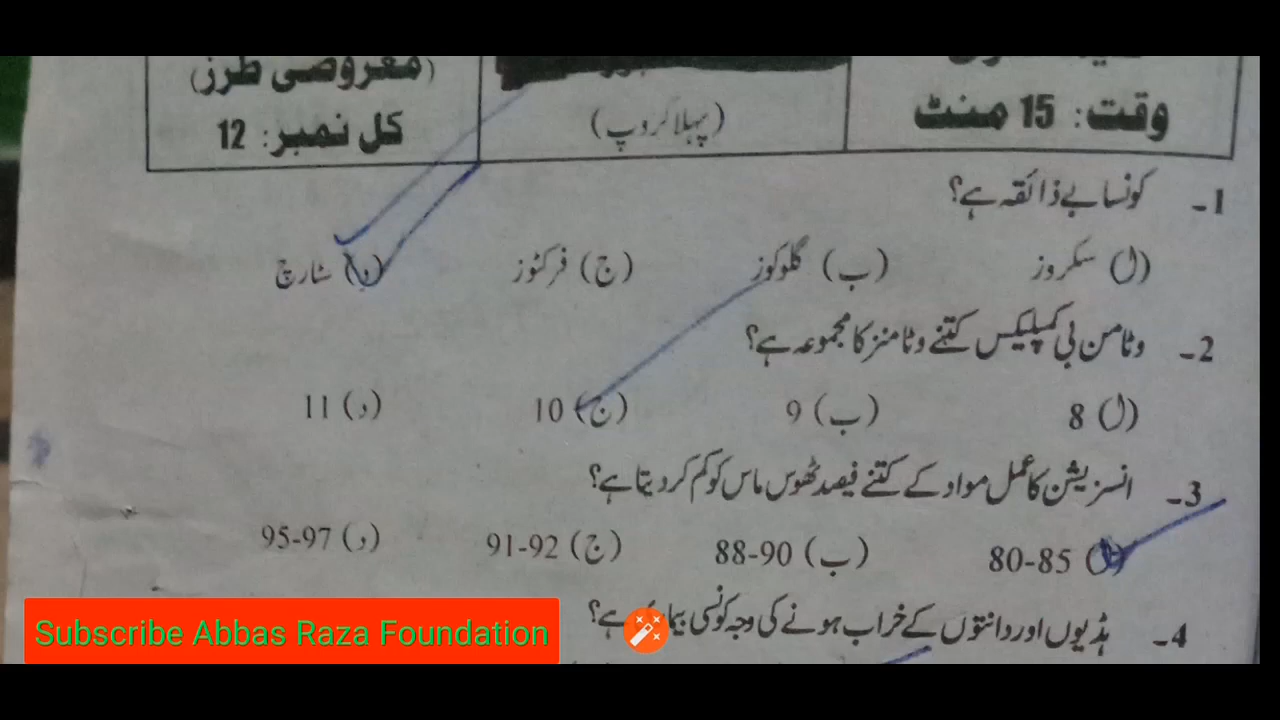 وقت: 15 منٹ
(پہلا گروپ)
(معروضی طرز)
کل نمبر: 12
1۔ کونسا بے ذائقہ ہے؟
(ل) سکروز (ب) گلوکوز (ج) فرکٹوز (د) سٹارچ
2۔ وٹامن بی کمپلیکس کتنے وٹامنز کا مجموعہ ہے؟
(ل) 8 (ب) 9 (ج) 10 (د) 11
3۔ انسزیشن کا عمل مواد کے کتنے فیصد ٹھوس ماس کو کم کر دیتا ہے؟
(ل) 80-85 (ب) 88-90 (ج) 91-92 (د) 95-97
4۔ ہڈیوں اور دانتوں کے خراب ہونے کی وجہ کونسی ہے؟
Subscribe Abbas Raza Foundation